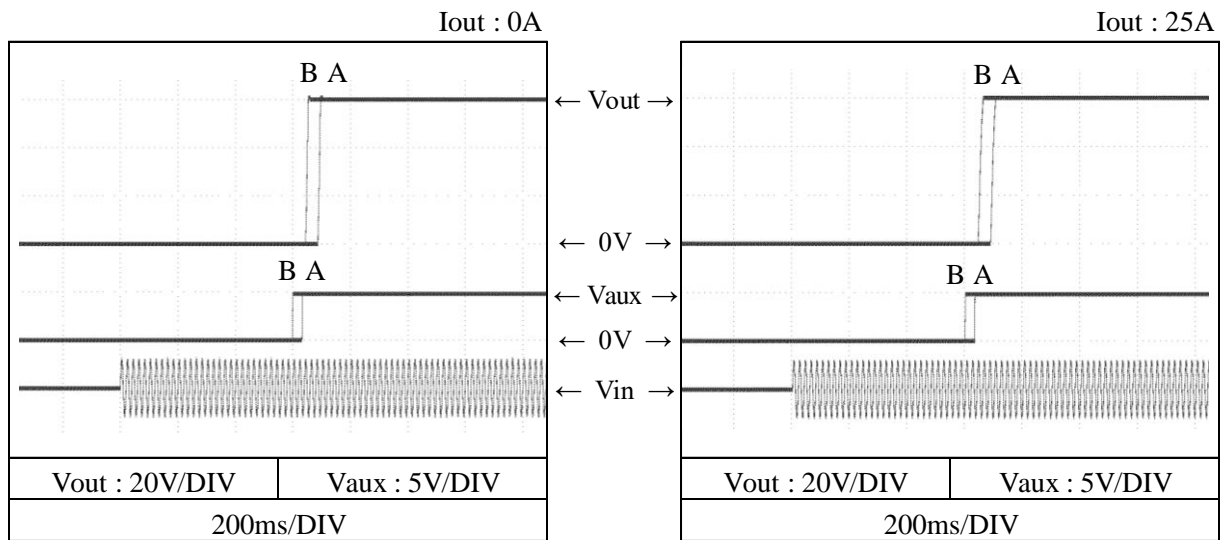 Iout : 0A
B A
B A
Vout : 20V/DIV
Vaux : 5V/DIV
200ms/DIV
← Vout →
← 0V →
← Vaux →
← 0V →
← Vin →
Iout : 25A
B A
B A
Vout : 20V/DIV
Vaux : 5V/DIV
200ms/DIV